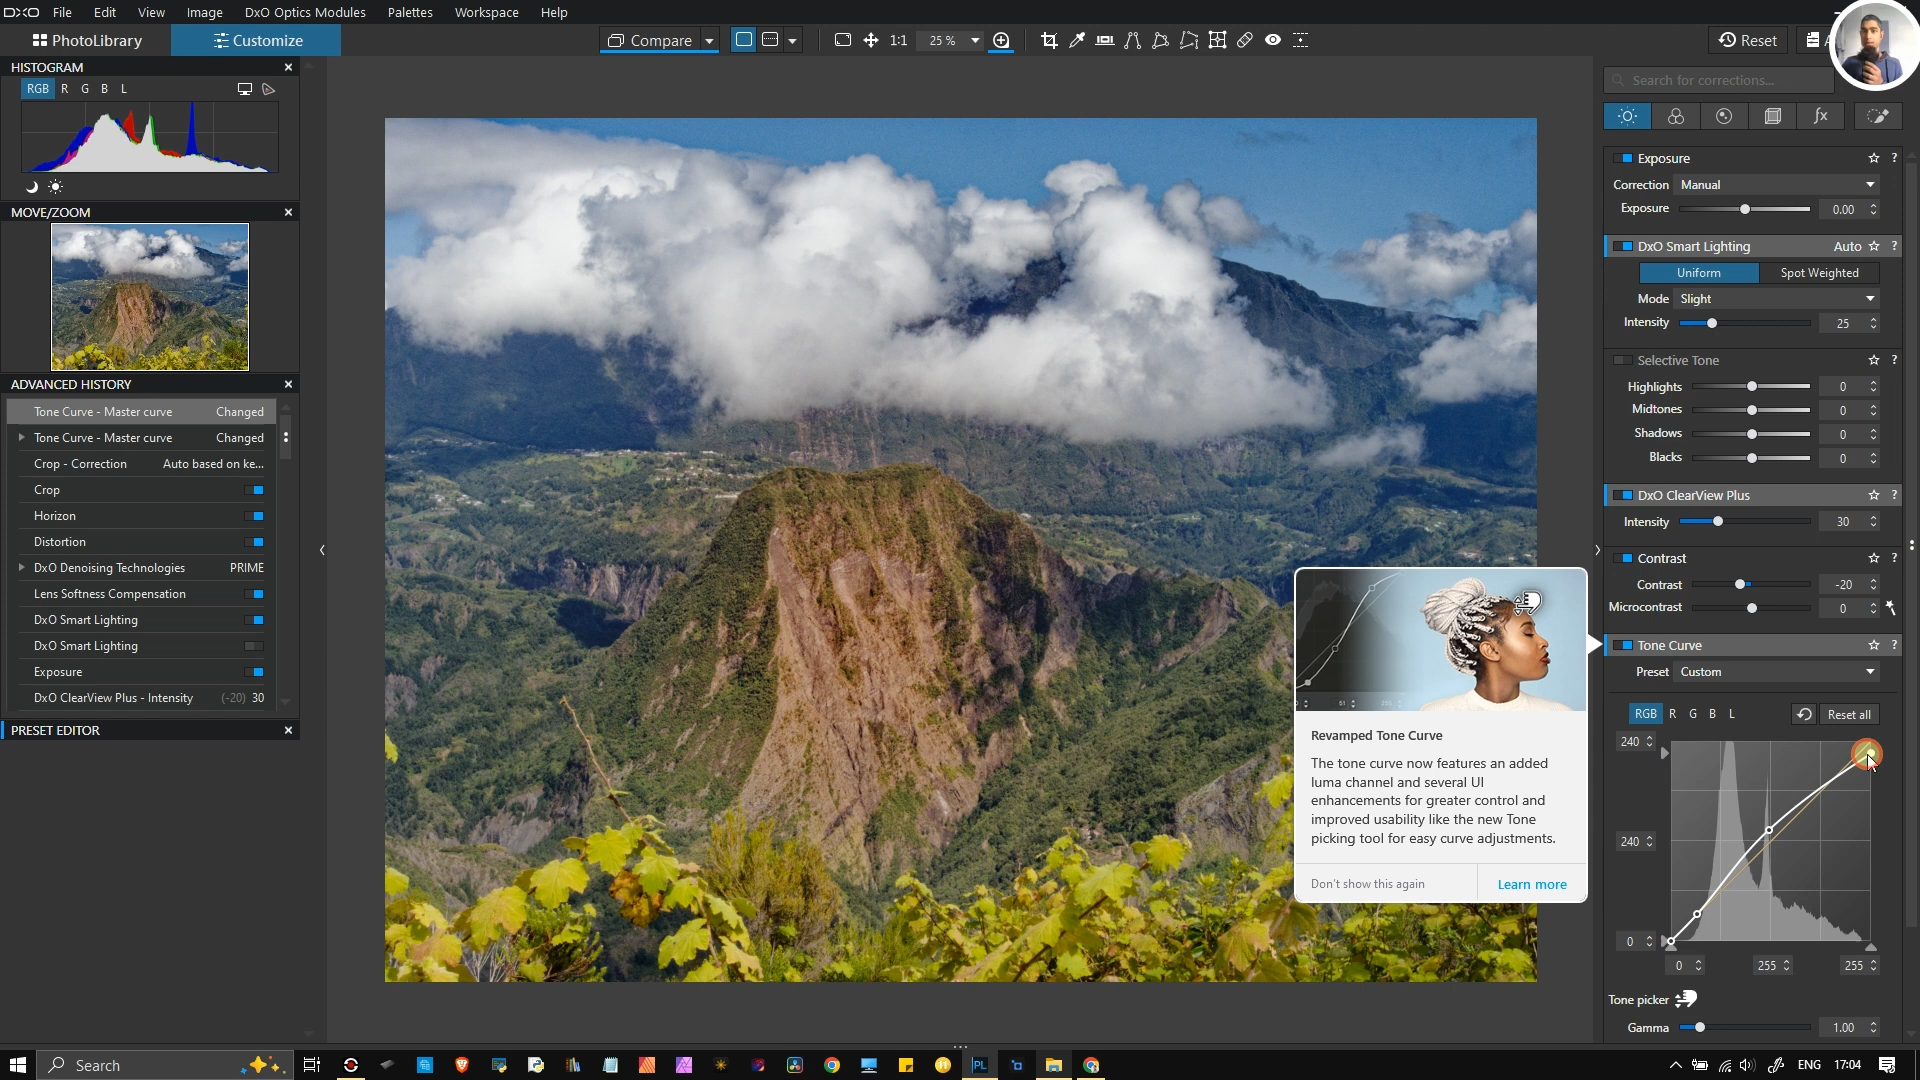 DXO File Edit View Image DxO Optics Modules Palettes Workspace Help
PhotoLibrary Customize
Compare 1:1 25 % Reset
HISTOGRAM
RGB R G B L
MOVE/ZOOM
ADVANCED HISTORY
Tone Curve - Master curve Changed
Tone Curve - Master curve Changed
Crop - Correction Auto based on ke...
Crop
Horizon
Distortion
DxO Denoising Technologies PRIME
Lens Softness Compensation
DxO Smart Lighting
DxO Smart Lighting
Exposure
DxO ClearView Plus - Intensity (-20) 30
PRESET EDITOR
Search for corrections...
fx
Exposure ?
Correction Manual
Exposure 0.00
DxO Smart Lighting Auto ?
Uniform Spot Weighted
Mode Slight
Intensity 25
Selective Tone ?
Highlights 0
Midtones 0
Shadows 0
Blacks 0
DxO ClearView Plus ?
Intensity 30
Contrast ?
Contrast -20
Microcontrast 0
Tone Curve ?
Preset Custom
RGB R G B L Reset all
240
240
0
0 255 255
Tone picker
Gamma 1.00
Revamped Tone Curve
The tone curve now features an added
luma channel and several UI
enhancements for greater control and
improved usability like the new Tone
picking tool for easy curve adjustments.
Don't show this again Learn more
Search
PL
ENG 17:04